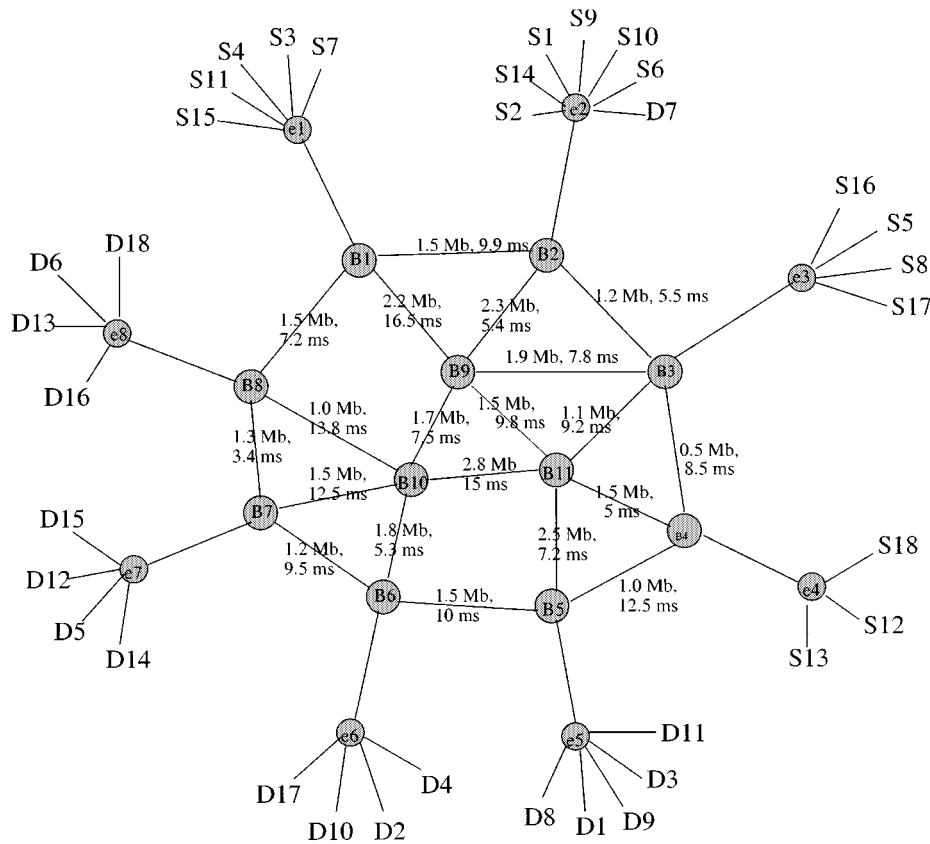 S9
S3
S7
S1
S10
S4
S11
S14
S6
S15
S2
D7
e1
e2
S16
S5
S8
S17
e3
D18
D6
D13
D16
e8
B1
1.5 Mb, 9.9 ms
B2
1.5 Mb,
7.2 ms
2.2 Mb,
16.5 ms
2.3 Mb,
5.4 ms
1.2 Mb, 5.5 ms
B8
B9
1.9 Mb, 7.8 ms
B3
1.0 Mb,
13.8 ms
1.7 Mb,
7.5 ms
1.5 Mb,
9.8 ms
1.1 Mb,
9.2 ms
1.3 Mb,
3.4 ms
0.5 Mb,
8.5 ms
1.5 Mb,
12.5 ms
B10
2.8 Mb
15 ms
B11
1.5 Mb,
5 ms
B7
B4
D15
D12
D5
D14
e7
1.2 Mb,
9.5 ms
1.8 Mb,
5.3 ms
2.5 Mb,
7.2 ms
B6
1.5 Mb,
10 ms
B5
1.0 Mb,
12.5 ms
S18
e4
S12
S13
e6
D17
D10
D2
D4
e5
D11
D3
D8
D1
D9